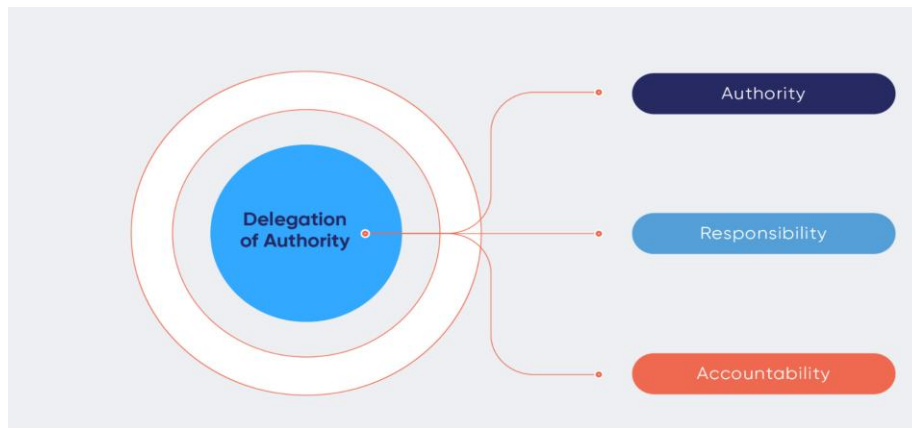 Delegation
of Authority
Authority
Responsibility
Accountability